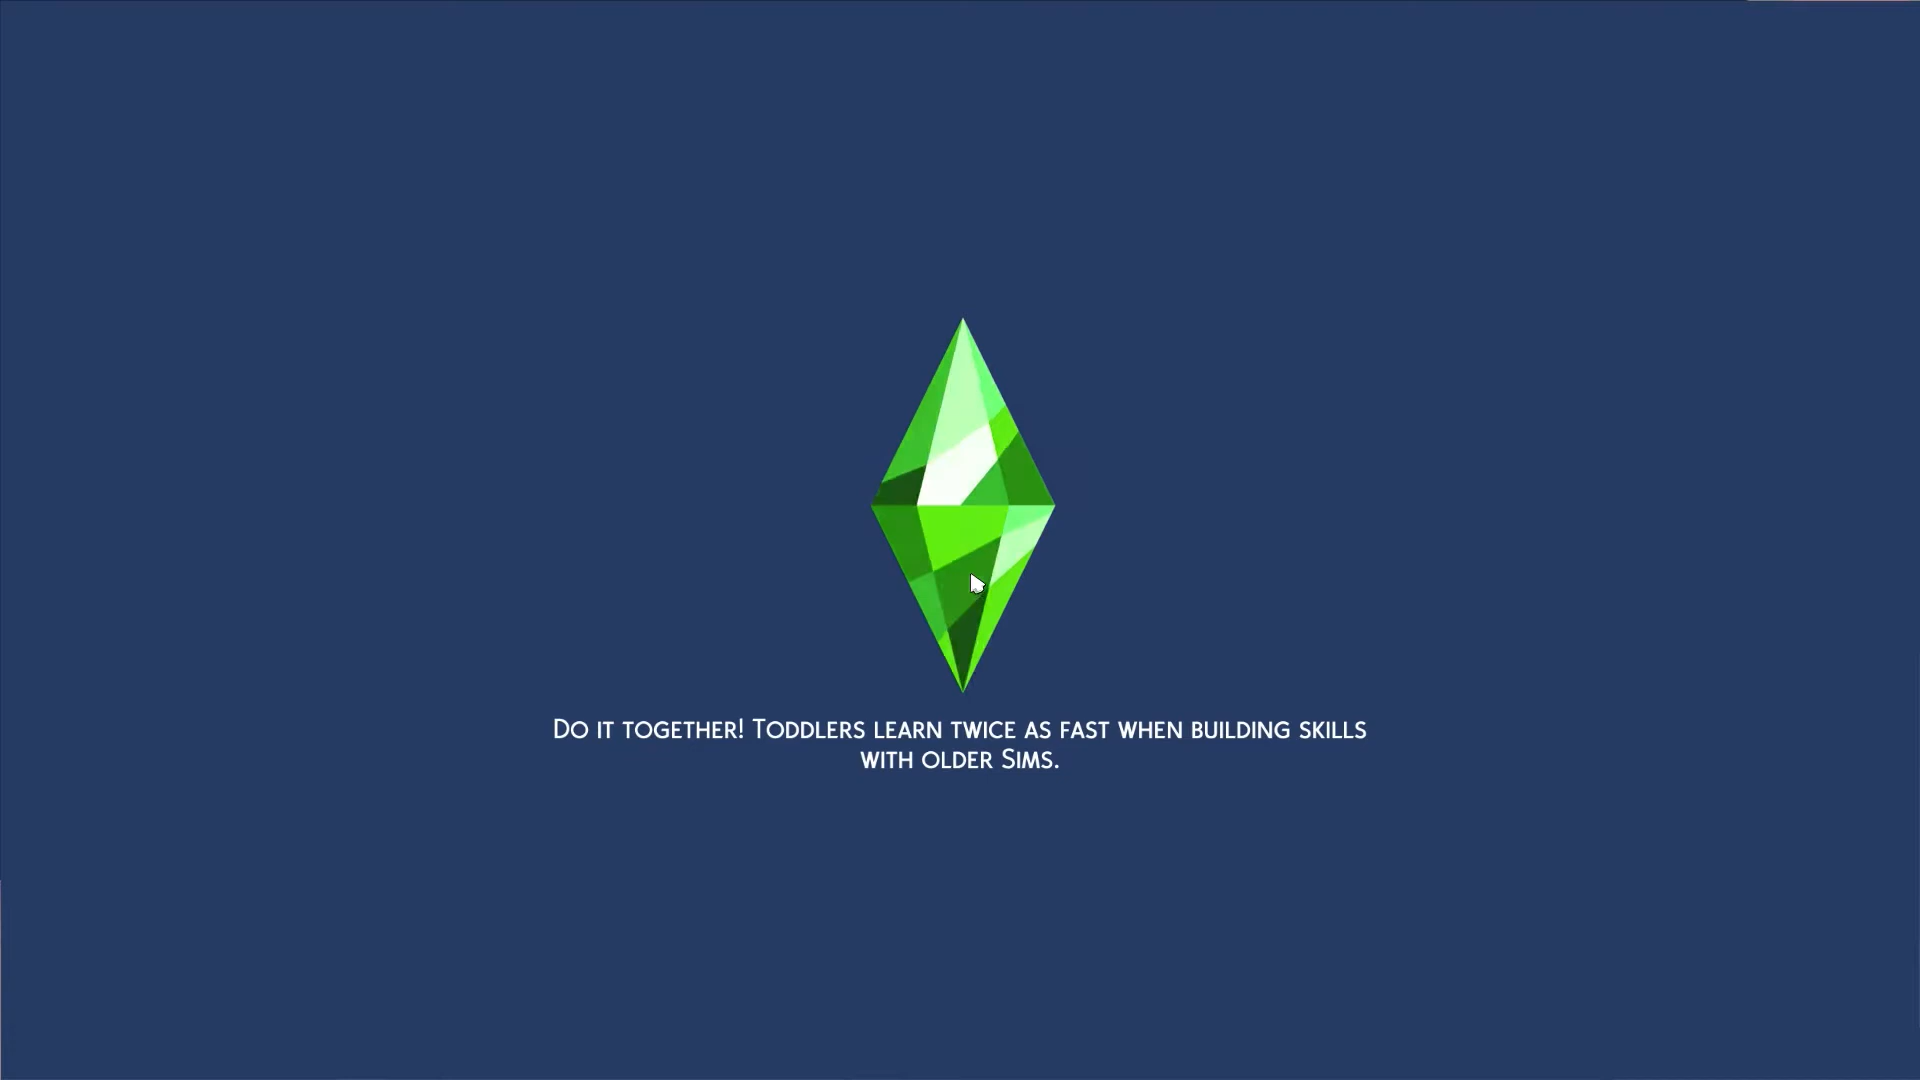 Do it together! Toddlers learn twice as fast when building skills
with older Sims.